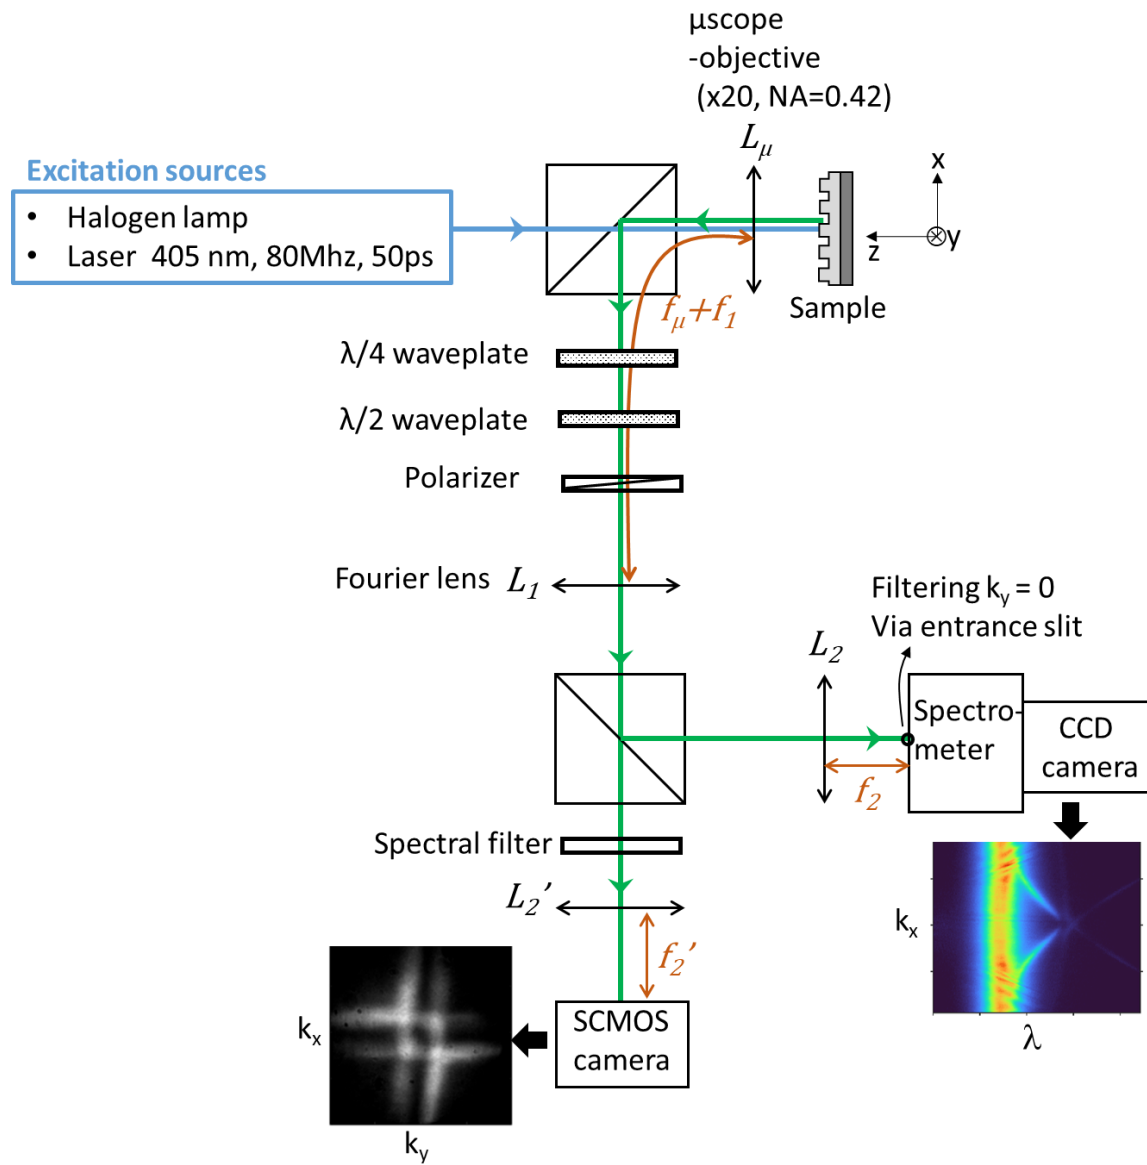 μscope
-objective
(x20, NA=0.42)
Excitation sources
• Halogen lamp
• Laser 405 nm, 80Mhz, 50ps
Lμ
x
z
y
Sample
fμ+f1
λ/4 waveplate
λ/2 waveplate
Polarizer
Fourier lens L1
Filtering ky = 0
Via entrance slit
L2
Spectro-
meter
CCD
camera
f2
Spectral filter
L2’
f2’
kx
λ
SCMOS
camera
kx
ky